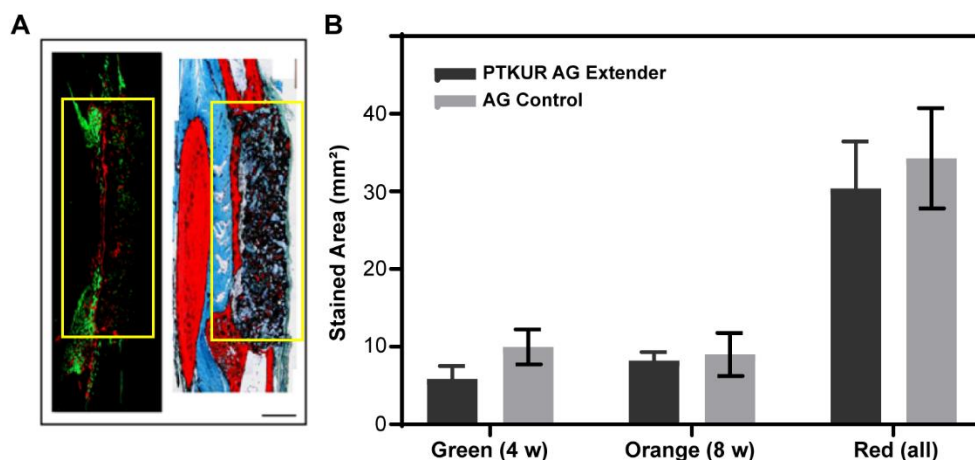 A
B
PTKUR AG Extender
AG Control
Stained Area (mm²)
40
30
20
10
0
Green (4 w)
Orange (8 w)
Red (all)